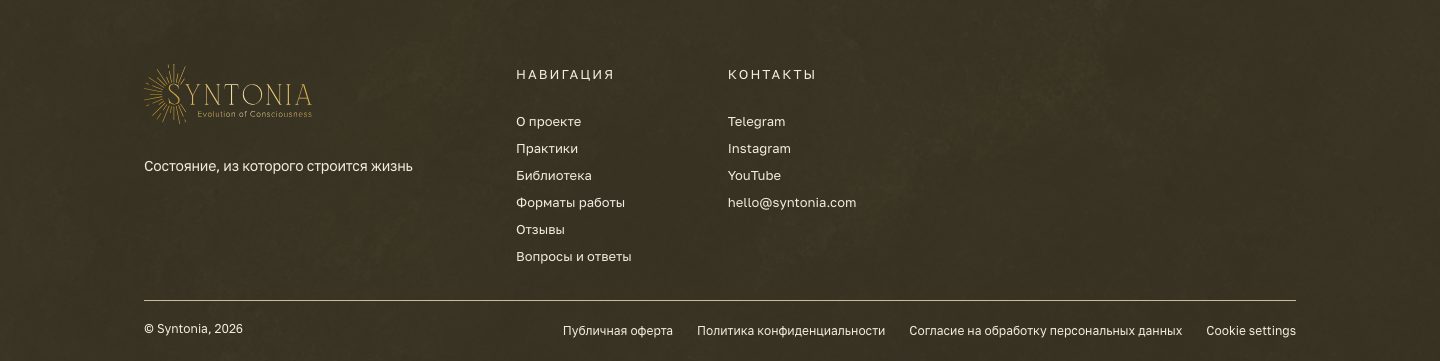 SYNTONIA
Evolution of Consciousness
Состояние, из которого строится жизнь
НАВИГАЦИЯ
О проекте
Практики
Библиотека
Форматы работы
Отзывы
Вопросы и ответы
КОНТАКТЫ
Telegram
Instagram
YouTube
hello@syntonia.com
© Syntonia, 2026
Публичная оферта
Политика конфиденциальности
Согласие на обработку персональных данных
Cookie settings